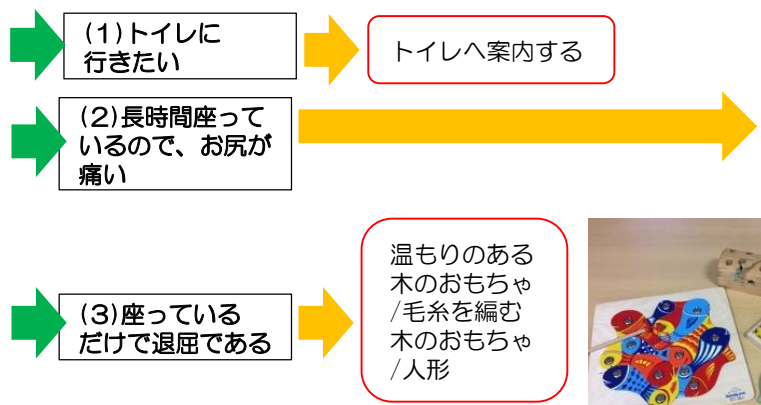 (1)トイレに
行きたい
トイレへ案内する
(2)長時間座って
いるので、お尻が
痛い
(3)座っている
だけで退屈である
温もりのある
木のおもちゃ
/毛糸を編む
木のおもちゃ
/人形